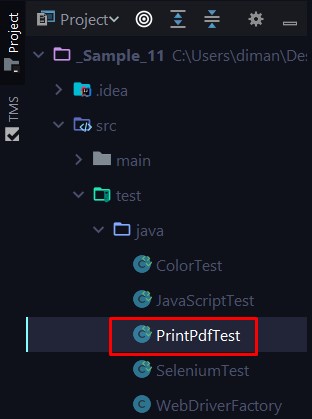 Project
Project
TMS
_Sample_11 C:\Users\diman\Des
.idea
src
main
test
java
ColorTest
JavaScriptTest
PrintPdfTest
SeleniumTest
WebDriverFactory